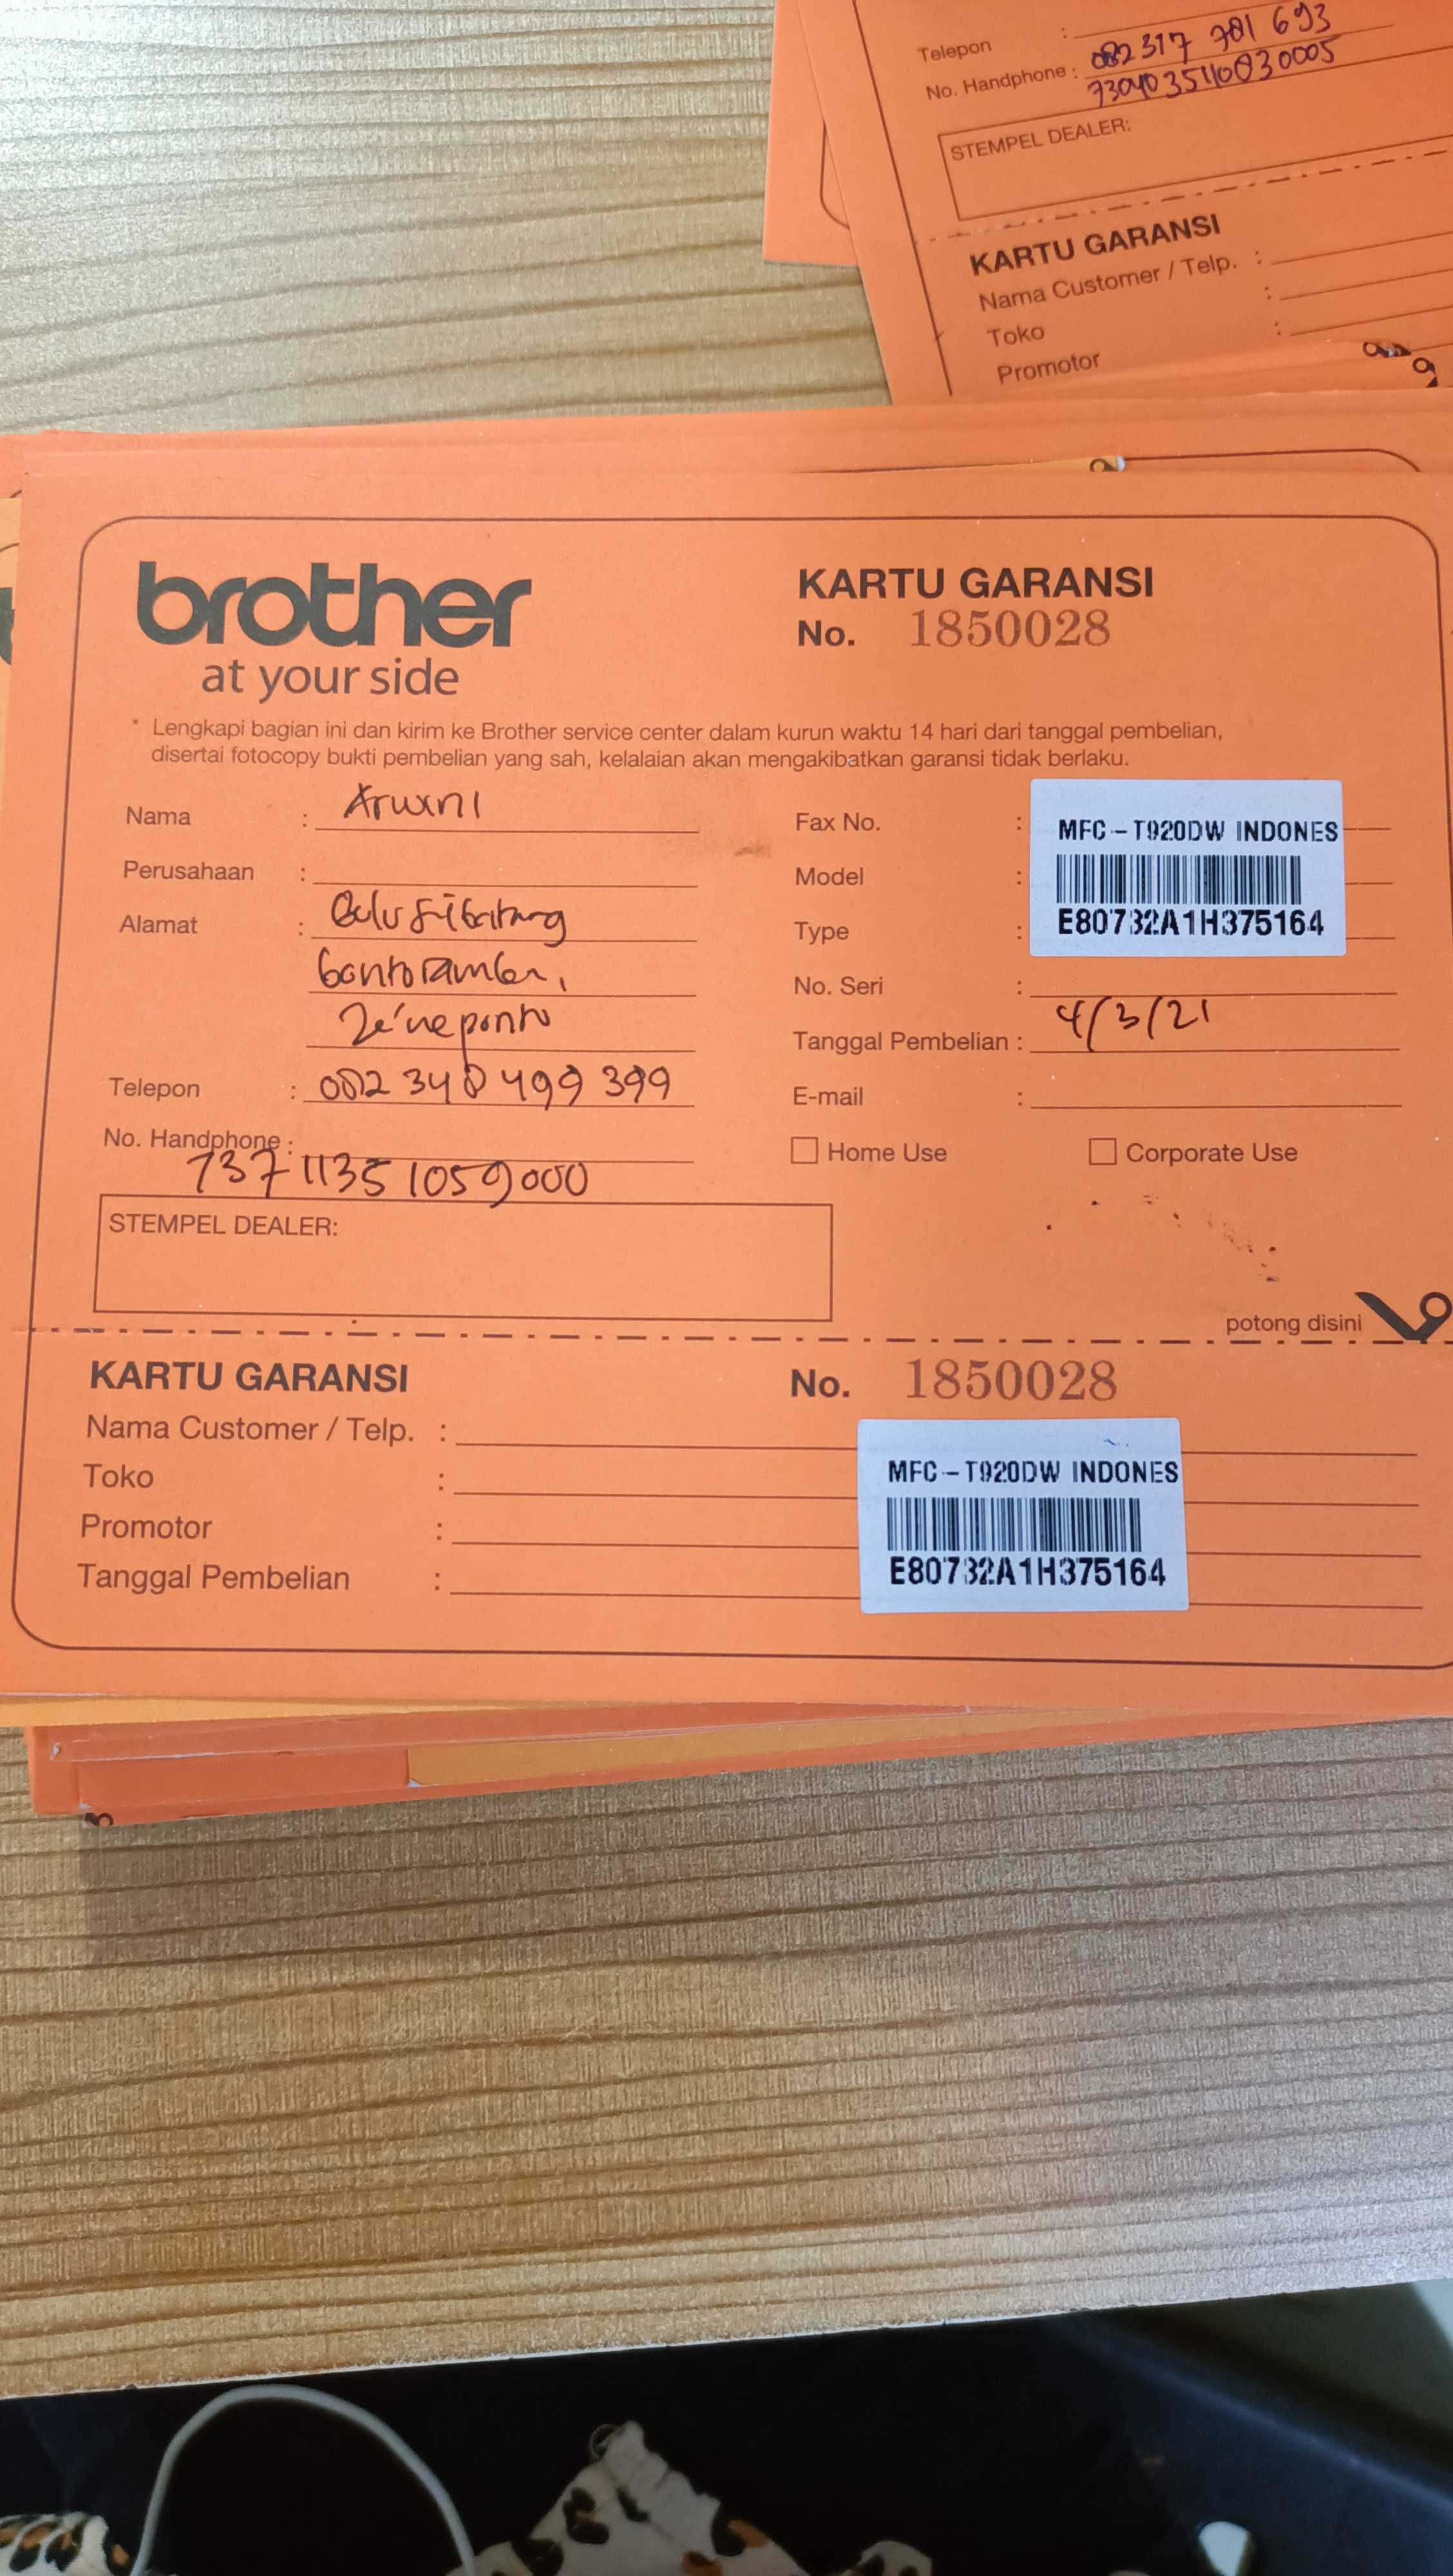 Telepon :
No. Handphone : 082 317 781 693
7304035110830005
STEMPEL DEALER:
KARTU GARANSI
Nama Customer / Telp. :
Toko :
Promotor :
brother
at your side
KARTU GARANSI
No. 1850028
* Lengkapi bagian ini dan kirim ke Brother service center dalam kurun waktu 14 hari dari tanggal pembelian,
disertai fotocopy bukti pembelian yang sah, kelalaian akan mengakibatkan garansi tidak berlaku.
Nama : Arwini
Perusahaan :
Alamat :
Telepon : 082 348 499 399
No. Handphone :
73711351059000
STEMPEL DEALER:
Fax No. :
Model :
Type :
MFC-T920DW INDONES
E80732A1H375164
No. Seri :
Tanggal Pembelian : 4/3/21
E-mail :
Home Use
Corporate Use
potong disini
KARTU GARANSI
No. 1850028
Nama Customer / Telp. :
Toko :
Promotor :
Tanggal Pembelian :
MFC-T920DW INDONES
E80732A1H375164